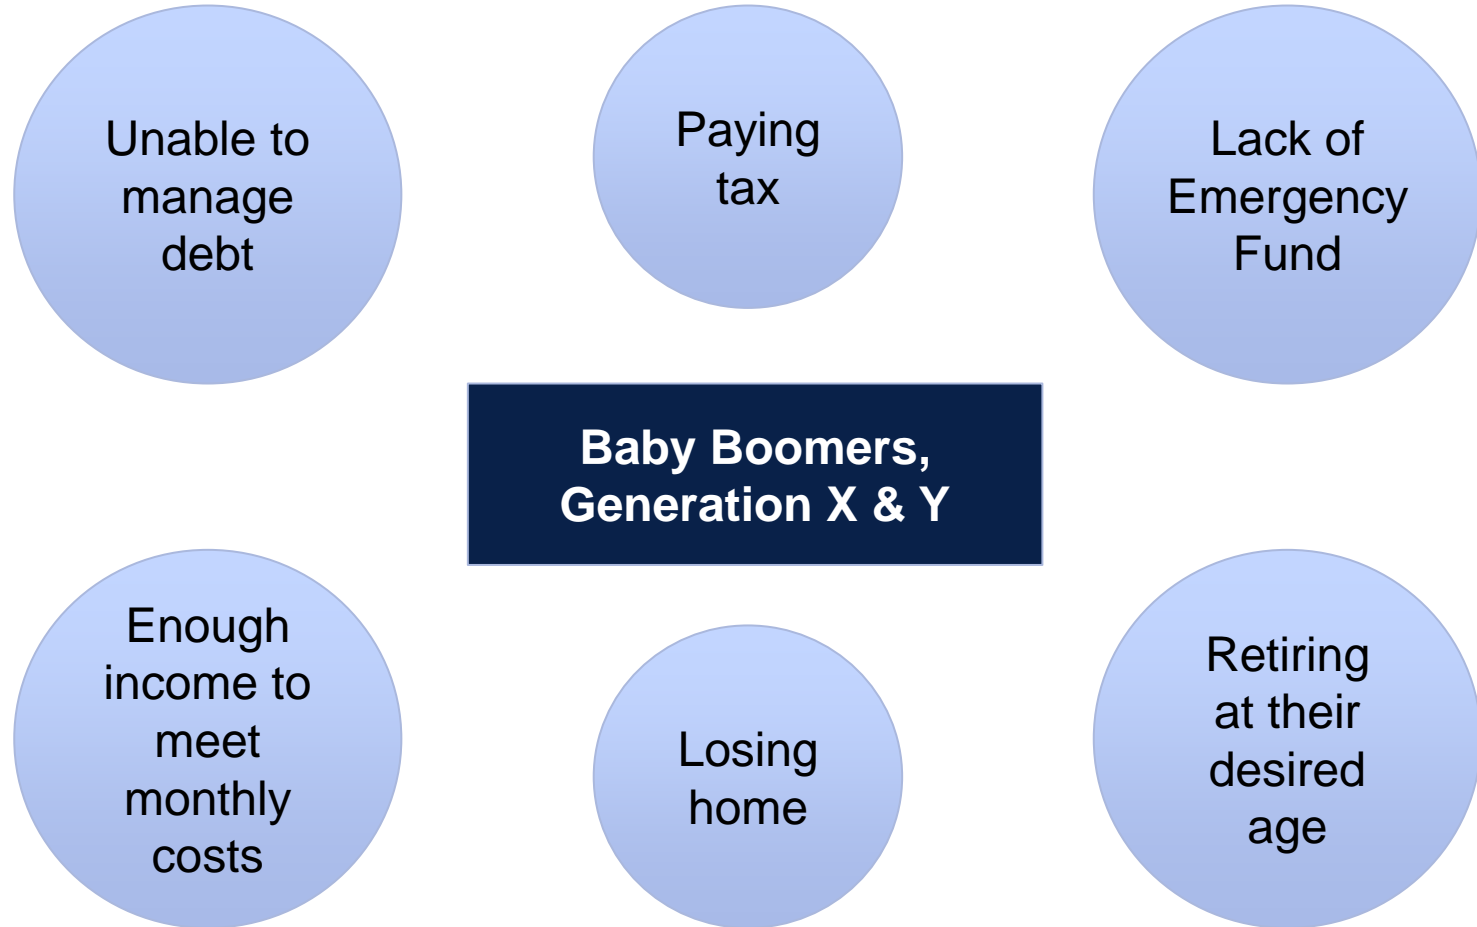 Unable to
manage
debt
Paying
tax
Lack of
Emergency
Fund
Baby Boomers,
Generation X & Y
Enough
income to
meet
monthly
costs
Losing
home
Retiring
at their
desired
age